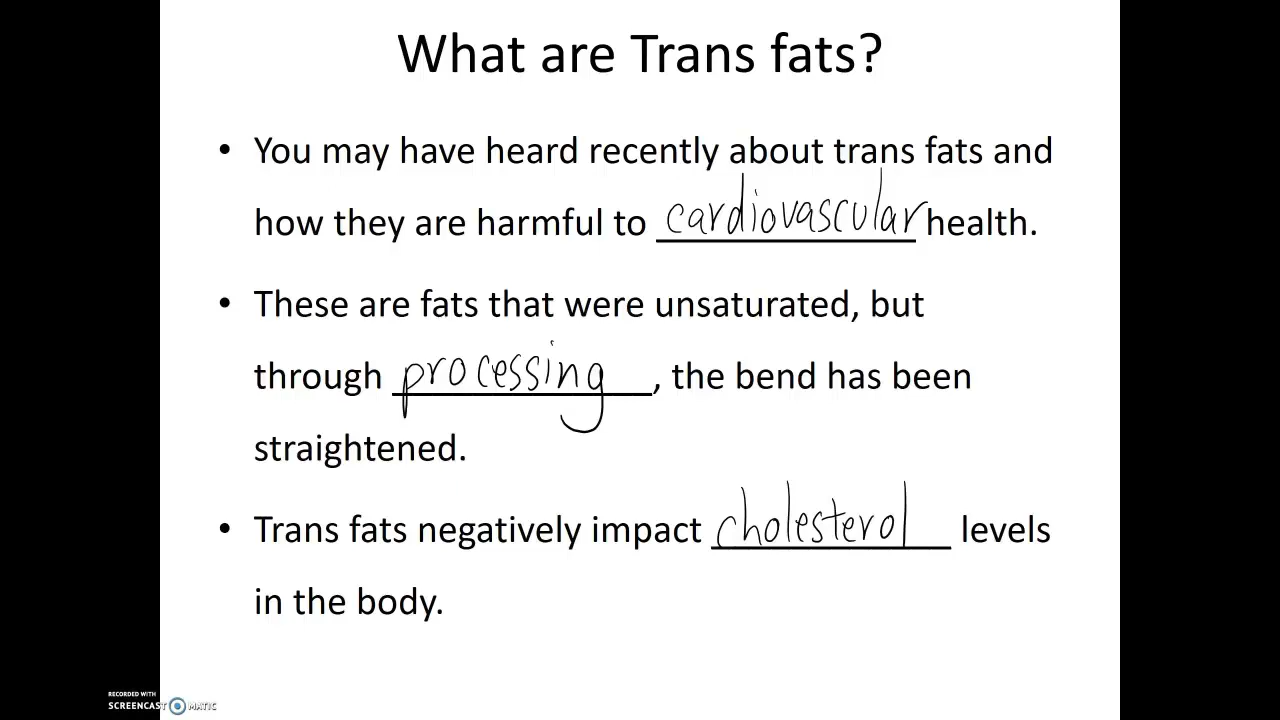 What are Trans fats?
• You may have heard recently about trans fats and
how they are harmful to cardiovascular health.
• These are fats that were unsaturated, but
through processing, the bend has been
straightened.
• Trans fats negatively impact cholesterol levels
in the body.
RECORDED WITH
SCREENCAST MATIC